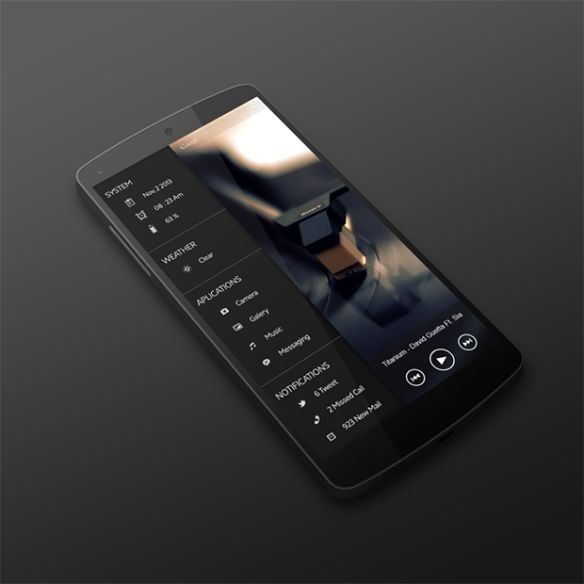 Google
SYSTEM
Nov, 2 2013
08 : 23 Am
63 %
WEATHER
Clear
APLICATIONS
Camera
Galery
Music
Messaging
NOTIFICATIONS
6 Tweet
2 Missed Call
923 New Mail
Titanium - David Guetta Ft. Sia